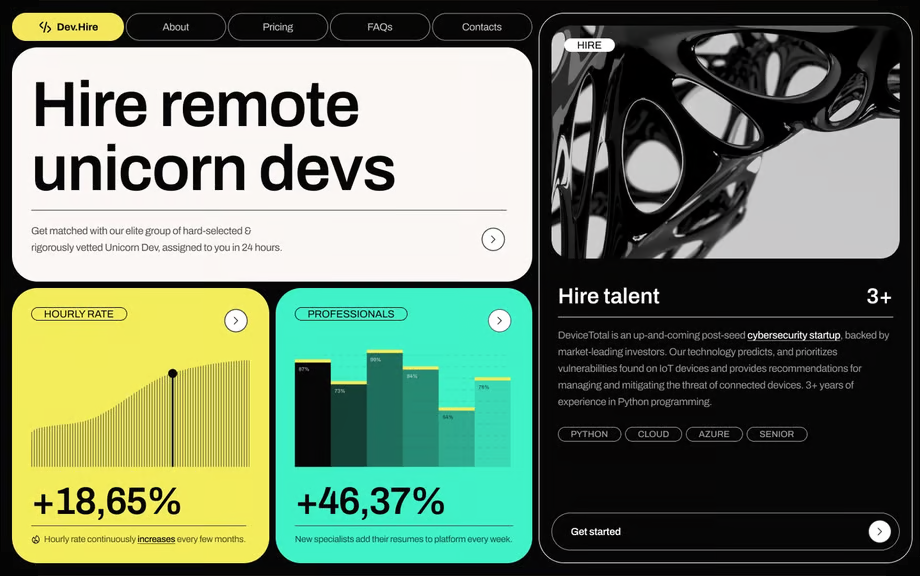 Dev.Hire
About
Pricing
FAQs
Contacts
Hire remote
unicorn devs
Get matched with our elite group of hard-selected &
rigorously vetted Unicorn Dev, assigned to you in 24 hours.
HOURLY RATE
+18,65%
Hourly rate continuously increases every few months.
PROFESSIONALS
87%
73%
95%
84%
64%
75%
+46,37%
New specialists add their resumes to platform every week.
HIRE
Hire talent
3+
DeviceTotal is an up-and-coming post-seed cybersecurity startup, backed by
market-leading investors. Our technology predicts, and prioritizes
vulnerabilities found on IoT devices and provides recommendations for
managing and mitigating the threat of connected devices. 3+ years of
experience in Python programming.
PYTHON
CLOUD
AZURE
SENIOR
Get started